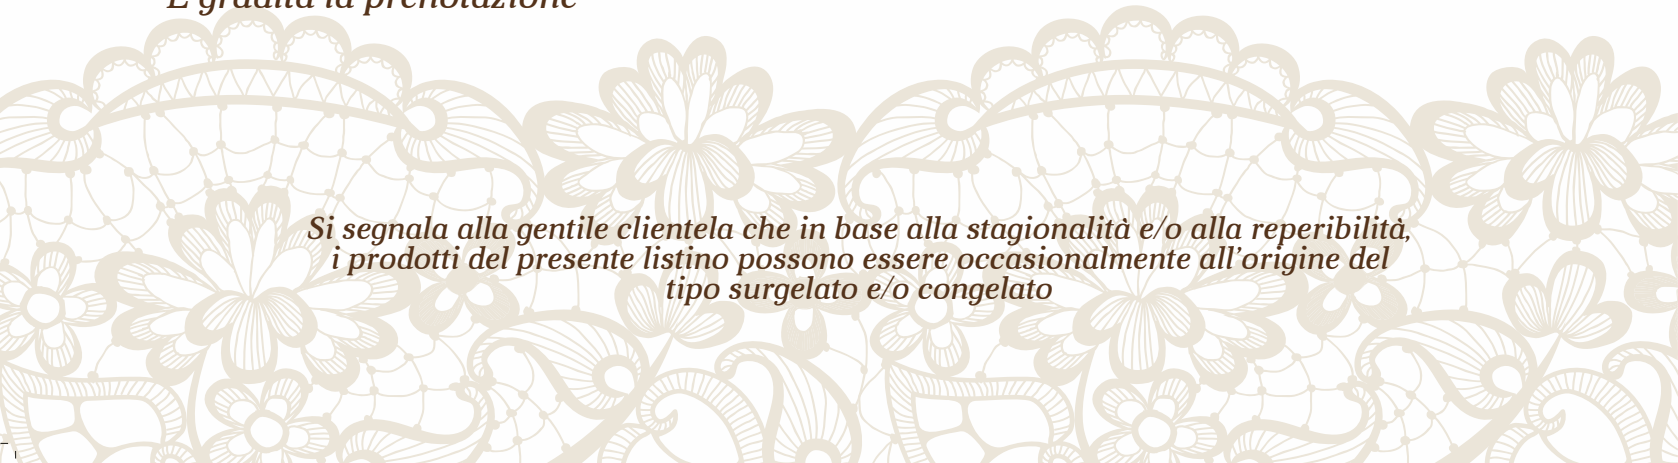 È gradita la prenotazione
Si segnala alla gentile clientela che in base alla stagionalità e/o alla reperibilità,
i prodotti del presente listino possono essere occasionalmente all’origine del
tipo surgelato e/o congelato